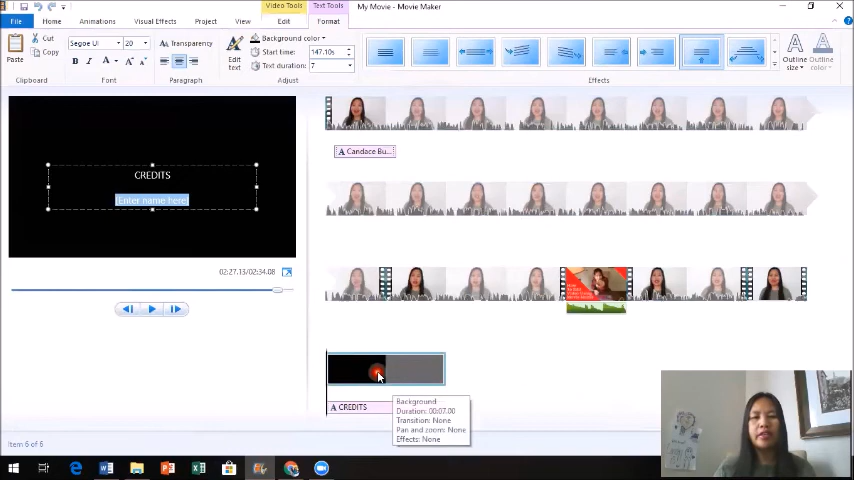 Video Tools
Text Tools
My Movie - Movie Maker
File
Home
Animations
Visual Effects
Project
View
Edit
Format
Paste
Cut
Copy
Clipboard
Segoe UI
20
B I A
Font
Transparency
Paragraph
Edit
text
Background color
Start time: 147.10s
Text duration: 7
Adjust
Effects
Outline
size
Outline
color
CREDITS
[Enter name here]
02:27.13/02:34.08
A Candace Bu...
A CREDITS
Background
Duration: 00:07.00
Transition: None
Pan and zoom: None
Effects: None
Item 6 of 6